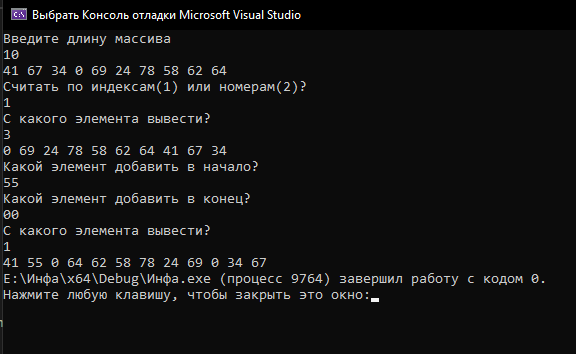 Выбрать Консоль отладки Microsoft Visual Studio
Введите длину массива
10
41 67 34 0 69 24 78 58 62 64
Считать по индексам(1) или номерам(2)?
1
С какого элемента вывести?
3
0 69 24 78 58 62 64 41 67 34
Какой элемент добавить в начало?
55
Какой элемент добавить в конец?
00
С какого элемента вывести?
1
41 55 0 64 62 58 78 24 69 0 34 67
E:\Инфа\x64\Debug\Инфа.exe (процесс 9764) завершил работу с кодом 0.
Нажмите любую клавишу, чтобы закрыть это окно: